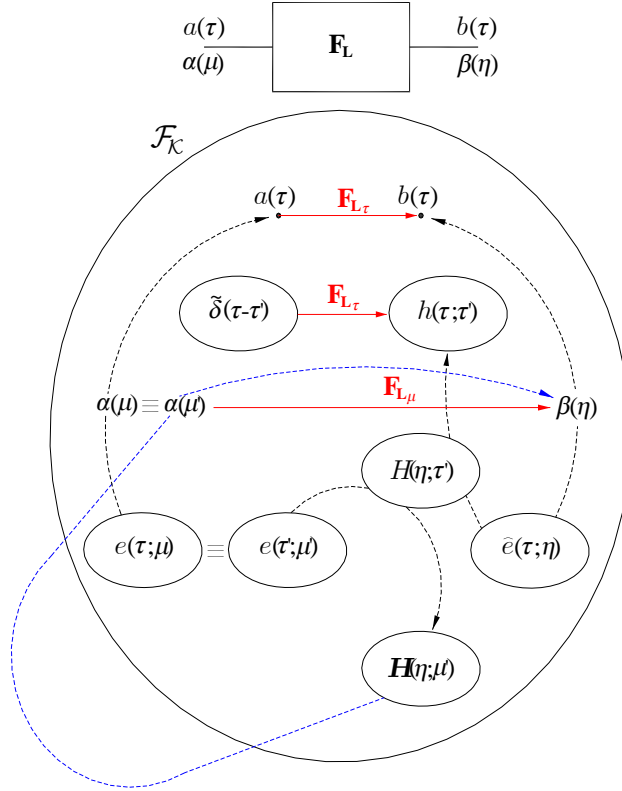 a(τ) b(τ)
F_L
α(μ) β(η)
ℱ_𝒦
a(τ) F_Lτ b(τ)
δ̃(τ-τ') F_Lτ h(τ;τ')
α(μ) ≡ α(μ') F_Lμ β(η)
H(η;τ')
e(τ;μ) ≡ e(τ';μ') ê(τ;η)
H(η;μ')